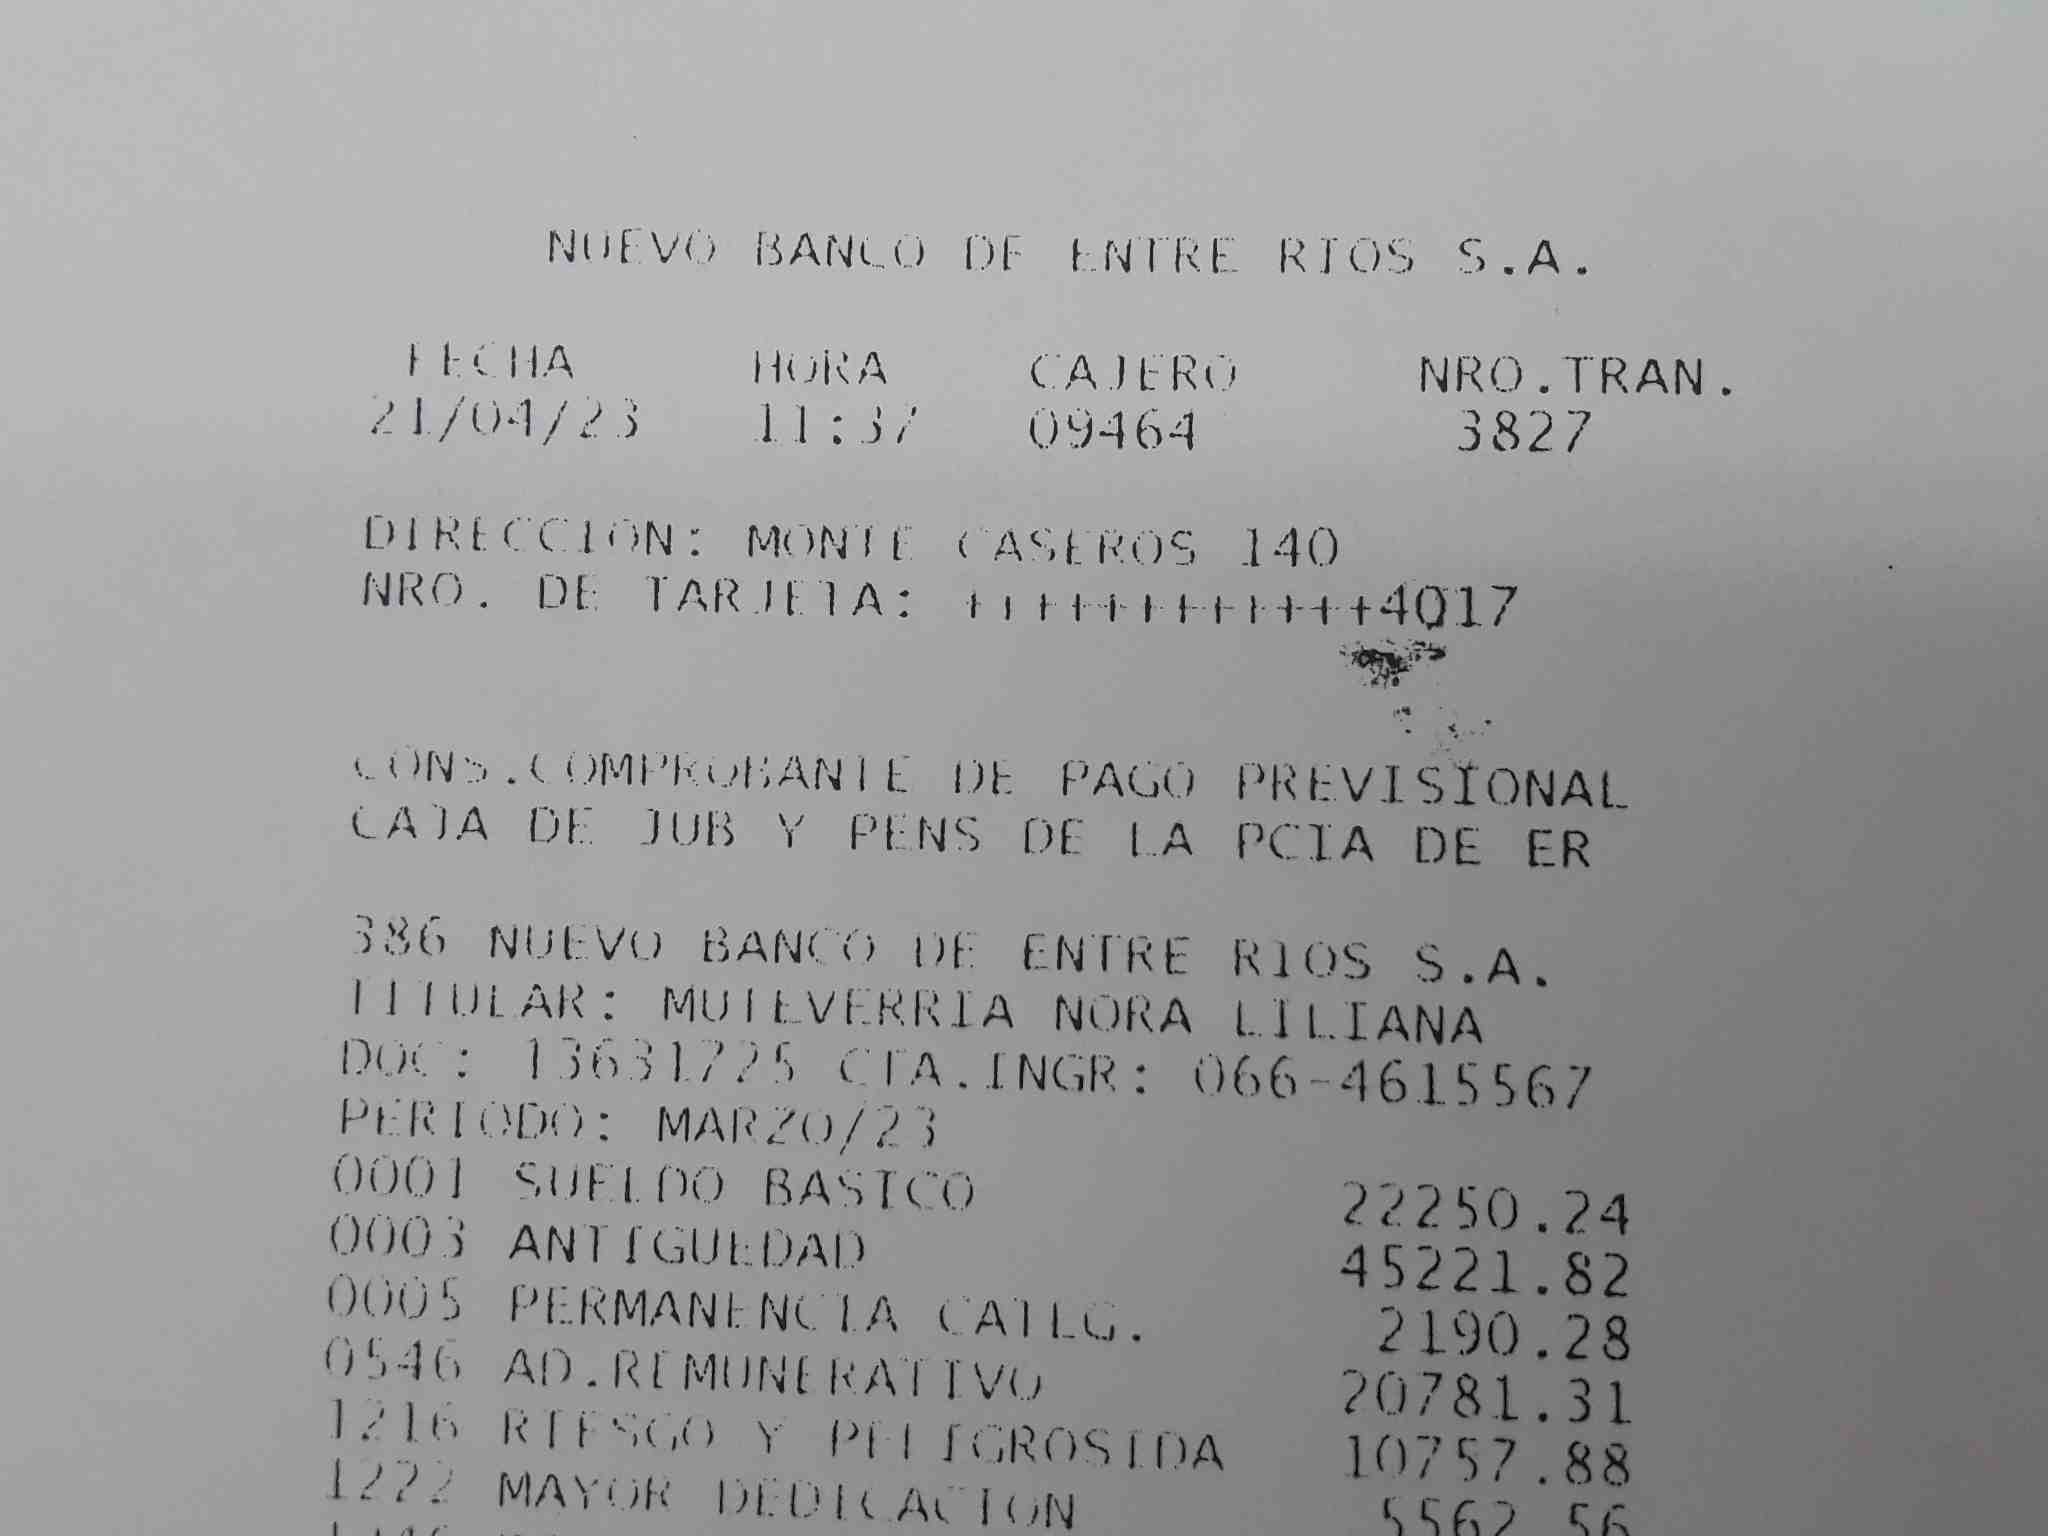 NUEVO BANCO DE ENTRE RIOS S.A.
FECHA HORA CAJERO NRO.TRAN.
21/04/23 11:37 09464 3827
DIRECCION: MONTE CASEROS 140
NRO. DE TARJETA: ++++++++++++4017
CONS.COMPROBANTE DE PAGO PREVISIONAL
CAJA DE JUB Y PENS DE LA PCIA DE ER
386 NUEVO BANCO DE ENTRE RIOS S.A.
TITULAR: MUTEVERRIA NORA LILIANA
DOC: 13631725 CTA.INGR: 066-4615567
PERIODO: MARZO/23
0001 SUELDO BASICO 22250.24
0003 ANTIGUEDAD 45221.82
0005 PERMANENCIA CATEG. 2190.28
0546 AD.REMUNERATIVO 20781.31
1216 RIESGO Y PELIGROSIDA 10757.88
1222 MAYOR DEDICACION 5562.56